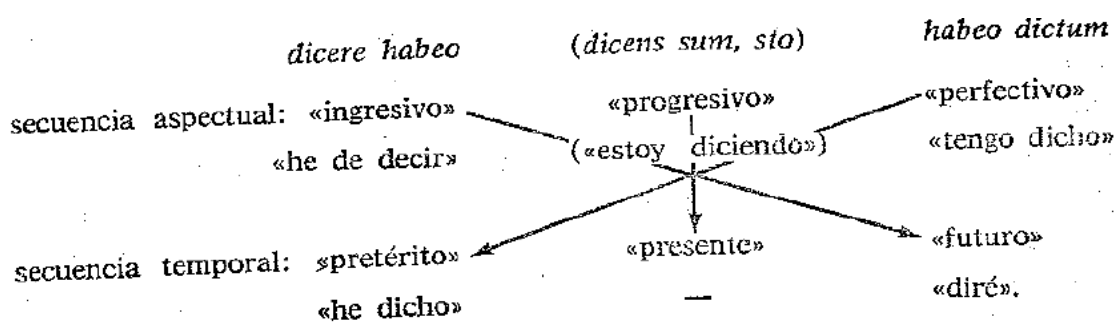 dicere habeo (dicens sum, sto) habeo dictum
secuencia aspectual: «ingresivo» «progresivo» «perfectivo»
«he de decir» («estoy diciendo») «tengo dicho»
secuencia temporal: «pretérito» «presente» «futuro»
«he dicho» — «diré».